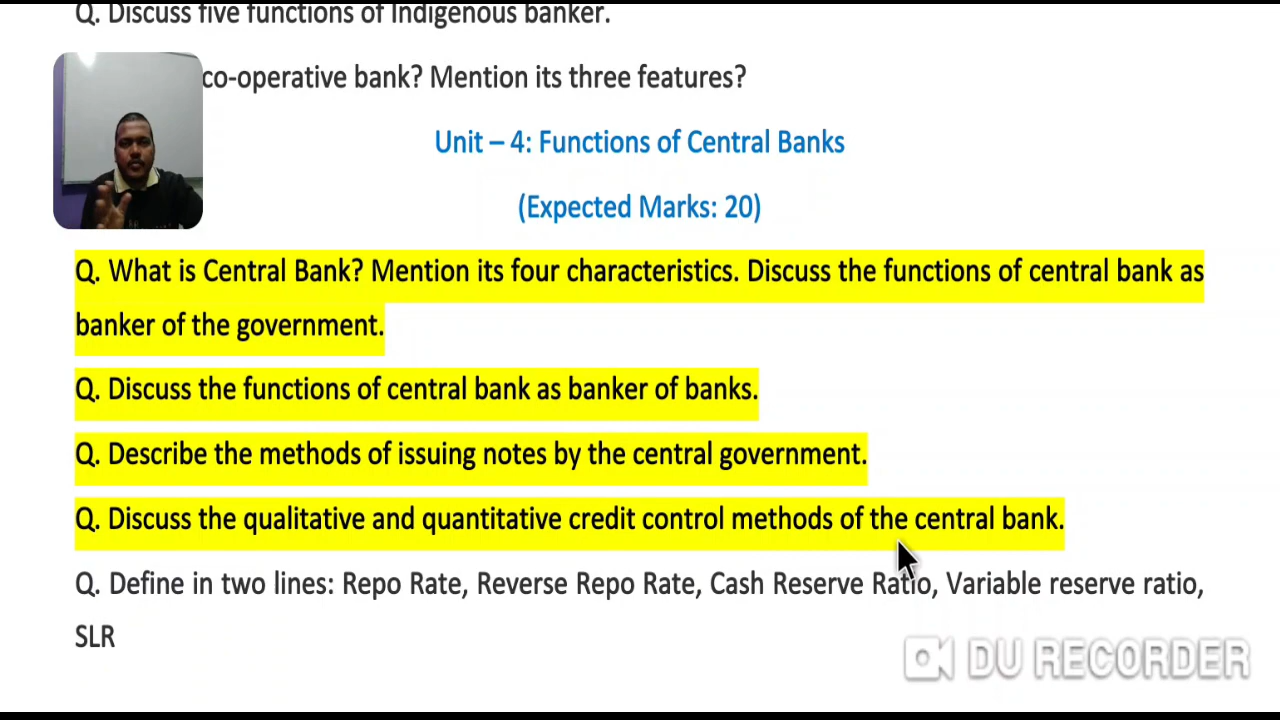 Q. Discuss five functions of Indigenous banker.
co-operative bank? Mention its three features?
Unit – 4: Functions of Central Banks
(Expected Marks: 20)
Q. What is Central Bank? Mention its four characteristics. Discuss the functions of central bank as
banker of the government.
Q. Discuss the functions of central bank as banker of banks.
Q. Describe the methods of issuing notes by the central government.
Q. Discuss the qualitative and quantitative credit control methods of the central bank.
Q. Define in two lines: Repo Rate, Reverse Repo Rate, Cash Reserve Ratio, Variable reserve ratio,
SLR
DU RECORDER